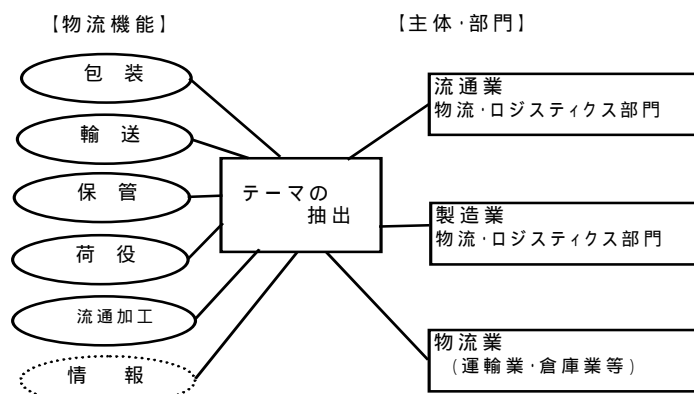 【物流機能】
【主体・部門】
包 装
輸 送
保 管
荷 役
流通加工
情 報
テーマの
抽出
流通業
物流・ロジスティクス部門
製造業
物流・ロジスティクス部門
物流業
(運輸業・倉庫業等)